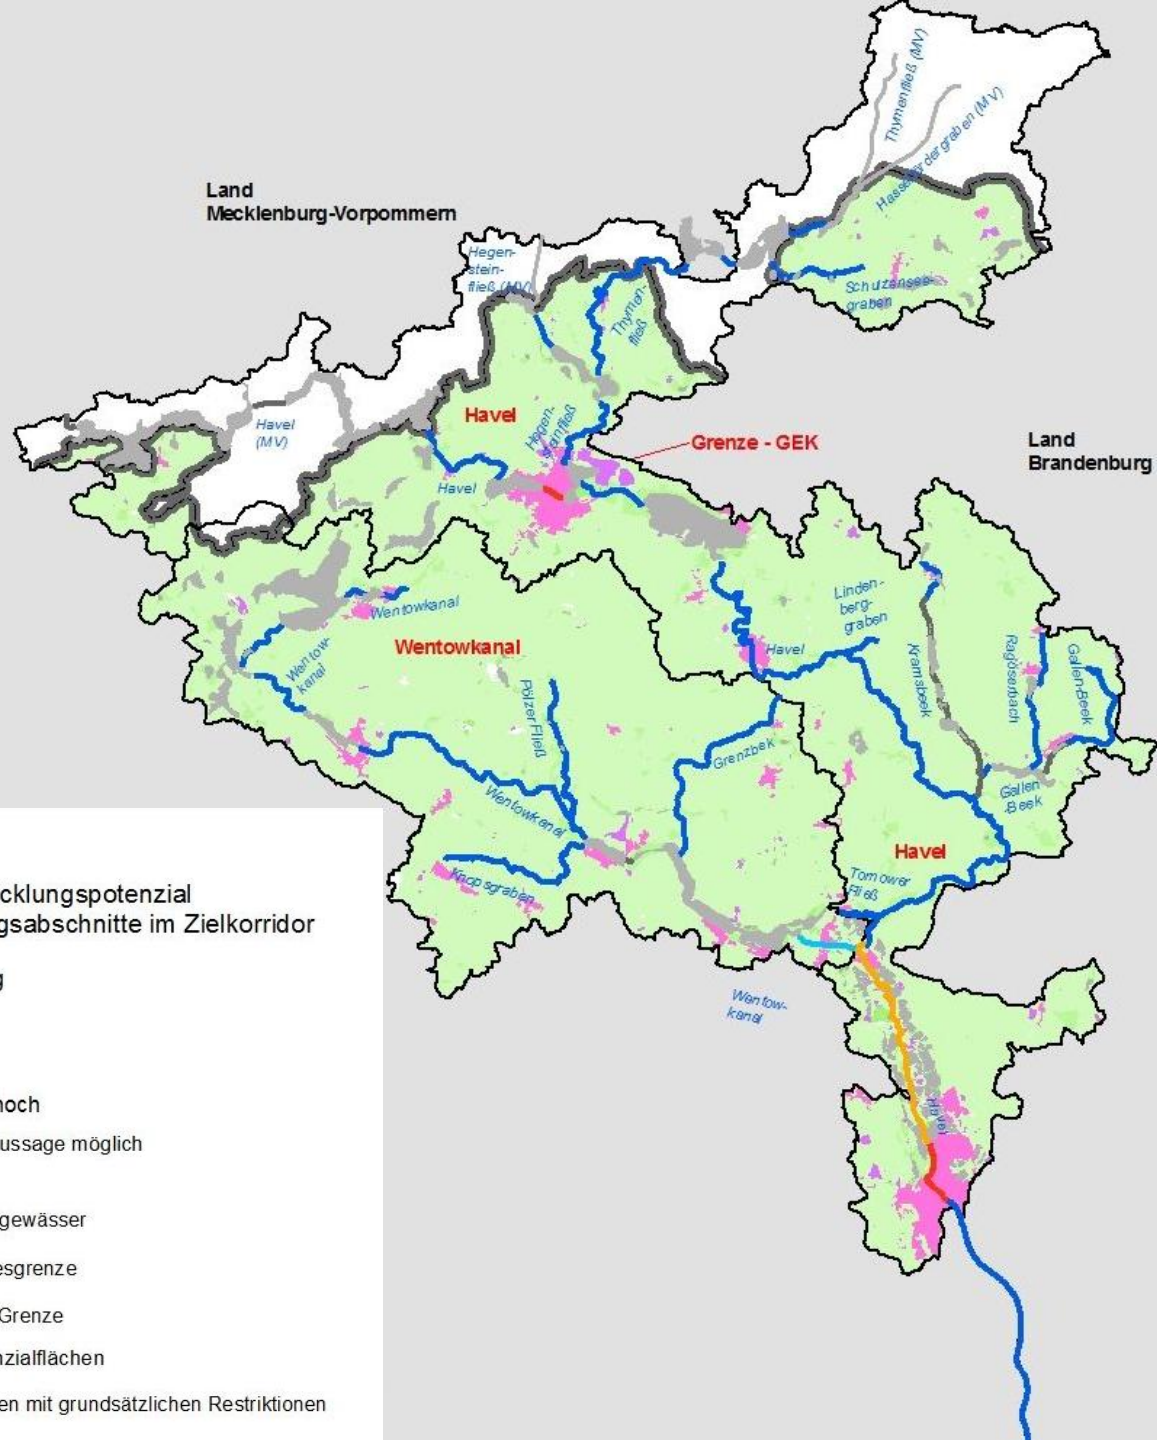 Thymenfließ (MV)
Hasselfördergraben (MV)
Land
Mecklenburg-Vorpommern
Hegen-
stein-
fließ (MV)
Schulzensee-
graben
Thymen-
fließ
Havel
(MV)
Havel
Hegen-
steinfließ
Grenze - GEK
Land
Brandenburg
Havel
Wentowkanal
Linden-
berg-
graben
Wentowkanal
Wentow-
kanal
Havel
Kramsbeek
Ragöserbach
Gallen-Beek
Pölzer Fließ
Grenzbek
Gallen
-Beek
Wentowkanal
Havel
Knopsgraben
Tornower
Fließ
Wentow-
kanal
Havel
cklungspotenzial
gsabschnitte im Zielkorridor
g
hoch
ussage möglich
gewässer
esgrenze
Grenze
nzialflächen
en mit grundsätzlichen Restriktionen